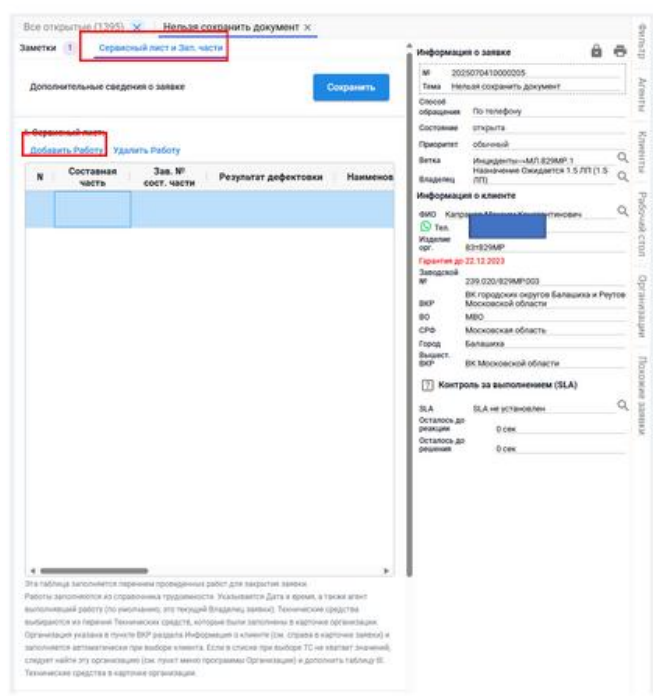 Все открытые (1395) × Нельзя сохранить документ ×
Заметки 1 Сервисный лист и Зап. части
Дополнительные сведения о заявке Сохранить
Добавить Работу Удалить Работу
N Составная часть Зав. № сост. части Результат дефектовки Наименов
Эта таблица заполняется перечнем проведенных работ для закрытия заявки.
Работы заполняются из справочника трудоемкости. Указывается Дата и время, а также агент
выполнявший работу (по умолчанию, это текущий Владелец заявки). Технические средства
выбираются из перечня Технических средств, которые были заполнены в карточке организации.
Организация указана в пункте ВКР раздела Информация о клиенте (см. справа в карточке заявки) и
заполняется автоматически при выборе клиента. Если в списке при выборе ТС не хватает значений,
следует найти эту организацию (см. пункт меню программы Организации) и дополнить таблицу III.
Технические средства в карточке организации.
Информация о заявке
№ 2025070410000205
Тема Нельзя сохранить документ
Способ обращения По телефону
Состояние открыта
Приоритет обычный
Ветка Инциденты---МЛ:829МР:1
Владелец Назначение Ожидается 1.5 ЛП (1.5 ЛП)
Информация о клиенте
ФИО Константинович
Тел.
Изделие орг. 83т829МР
Гарантия до 22.12.2023
Заводской № 239.020/829МР:003
ВКР ВК городских округов Балашиха и Реутов Московской области
ВО МВО
СРФ Московская область
Город Балашиха
Вышест. ВКР ВК Московской области
? Контроль за выполнением (SLA)
SLA SLA не установлен
Осталось до реакции 0 сек
Осталось до решения 0 сек
Фильтр
Агенты
Клиенты
Рабочий стол
Организации
Похожие заявки